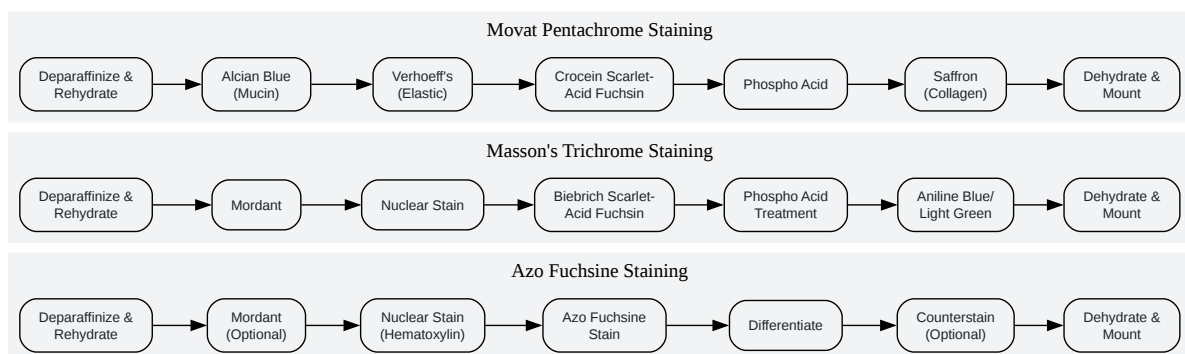 Movat Pentachrome Staining
Deparaffinize &
Rehydrate
Alcian Blue
(Mucin)
Verhoeff's
(Elastic)
Crocein Scarlet-
Acid Fuchsin
Phospho Acid
Saffron
(Collagen)
Dehydrate &
Mount
Masson's Trichrome Staining
Deparaffinize &
Rehydrate
Mordant
Nuclear Stain
Biebrich Scarlet-
Acid Fuchsin
Phospho Acid
Treatment
Aniline Blue/
Light Green
Dehydrate &
Mount
Azo Fuchsine Staining
Deparaffinize &
Rehydrate
Mordant
(Optional)
Nuclear Stain
(Hematoxylin)
Azo Fuchsine
Stain
Differentiate
Counterstain
(Optional)
Dehydrate &
Mount